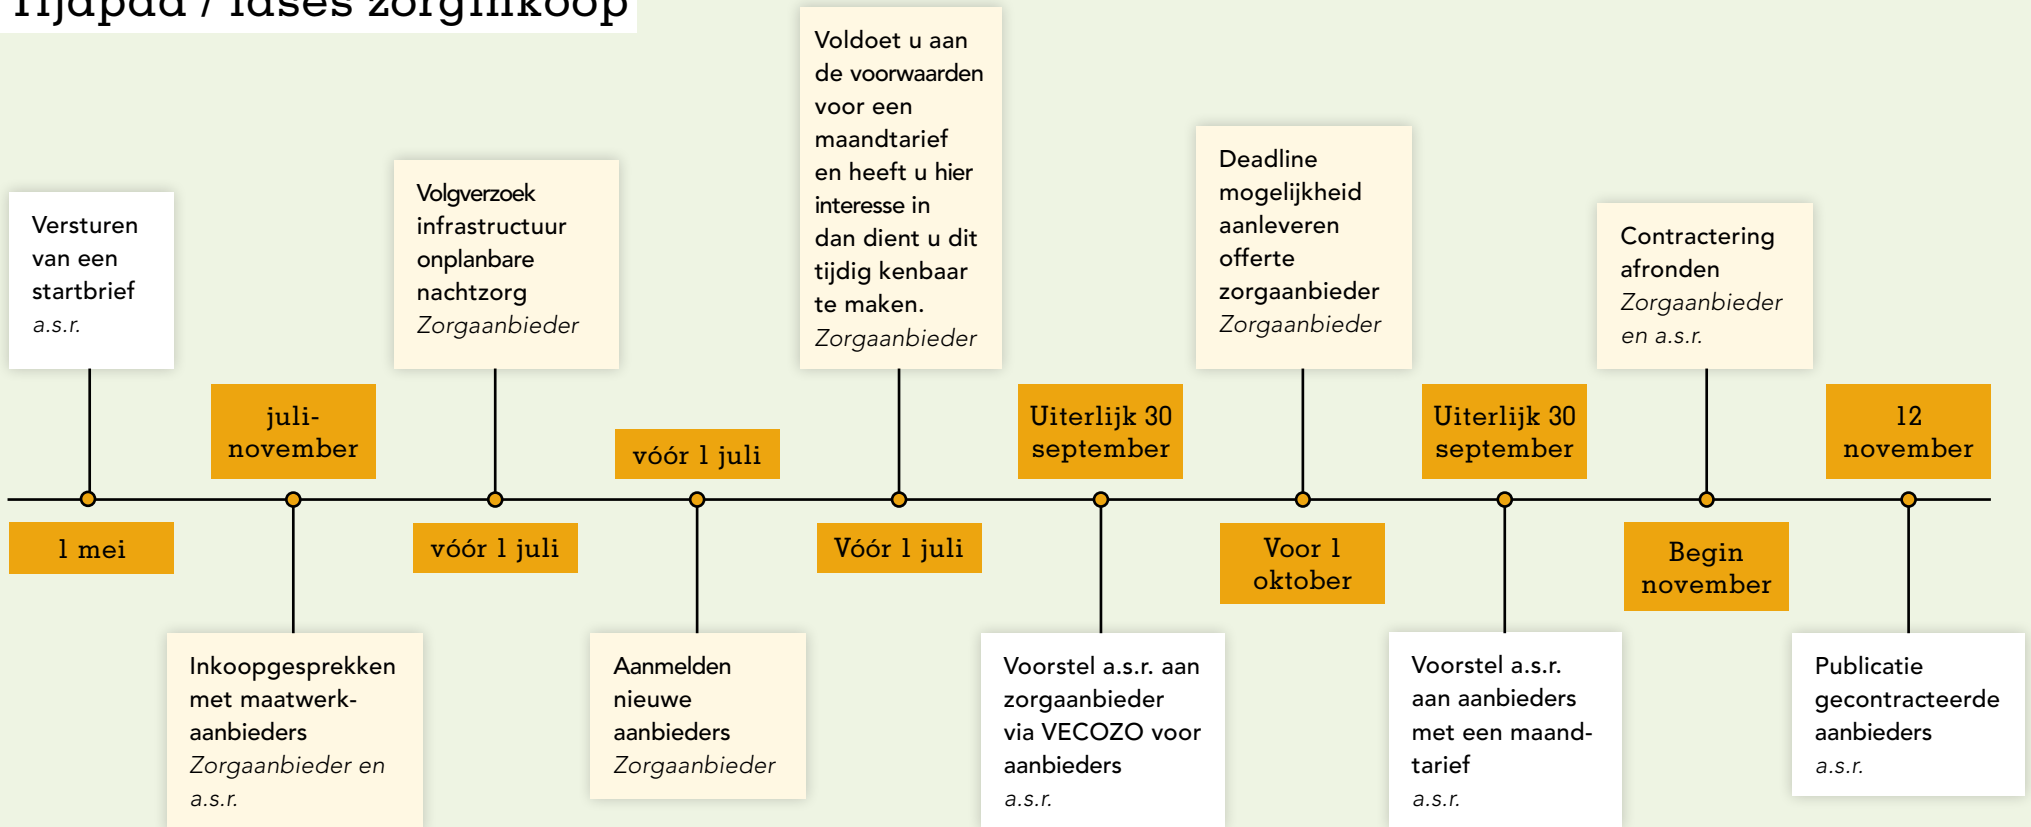 Tijdpad / fases zorginkoop
Versturen
van een
startbrief
a.s.r.
1 mei
juli-
november
Inkoopgesprekken
met maatwerk-
aanbieders
Zorgaanbieder en
a.s.r.
Volgverzoek
infrastructuur
onplanbare
nachtzorg
Zorgaanbieder
vóór 1 juli
vóór 1 juli
Aanmelden
nieuwe
aanbieders
Zorgaanbieder
Voldoet u aan
de voorwaarden
voor een
maandtarief
en heeft u hier
interesse in
dan dient u dit
tijdig kenbaar
te maken.
Zorgaanbieder
Vóór 1 juli
Uiterlijk 30
september
Voorstel a.s.r. aan
zorgaanbieder
via VECOZO voor
aanbieders
a.s.r.
Deadline
mogelijkheid
aanleveren
offerte
zorgaanbieder
Zorgaanbieder
Voor 1
oktober
Uiterlijk 30
september
Voorstel a.s.r.
aan aanbieders
met een maand-
tarief
a.s.r.
Contractering
afronden
Zorgaanbieder
en a.s.r.
Begin
november
12
november
Publicatie
gecontracteerde
aanbieders
a.s.r.